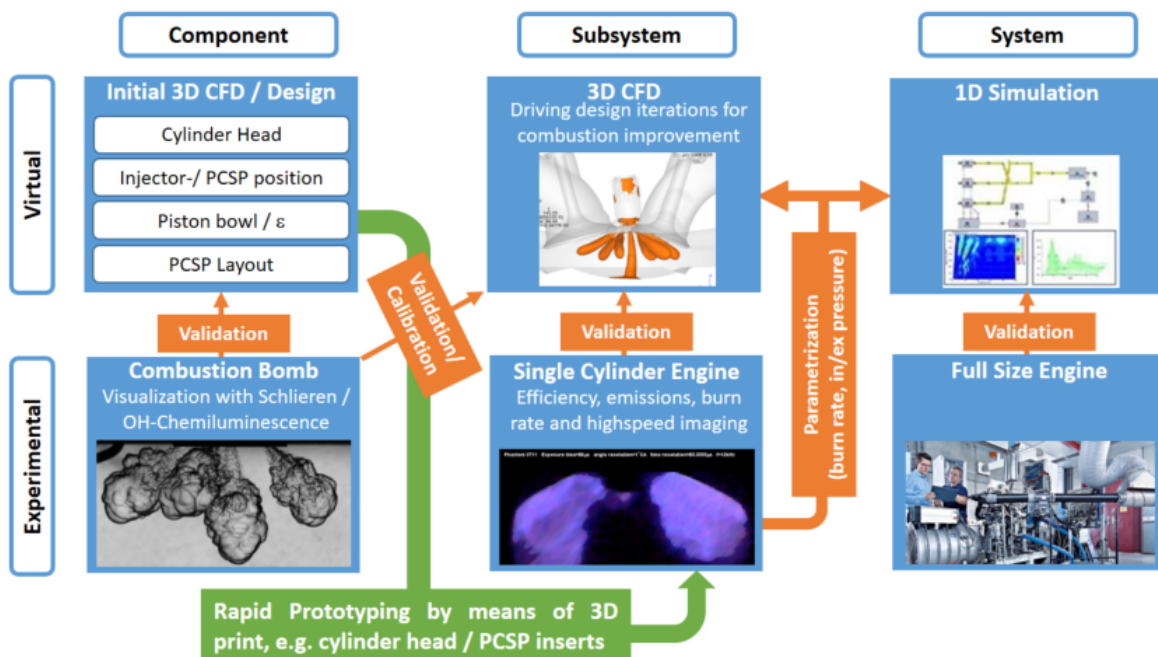 Component
Subsystem
System
Virtual
Initial 3D CFD / Design
Cylinder Head
Injector-/ PCSP position
Piston bowl / ε
PCSP Layout
3D CFD
Driving design iterations for
combustion improvement
1D Simulation
Validation
Validation/
Calibration
Validation
Parametrization
(burn rate, in/ex pressure)
Validation
Experimental
Combustion Bomb
Visualization with Schlieren /
OH-Chemiluminescence
Single Cylinder Engine
Efficiency, emissions, burn
rate and highspeed imaging
Full Size Engine
Rapid Prototyping by means of 3D
print, e.g. cylinder head / PCSP inserts